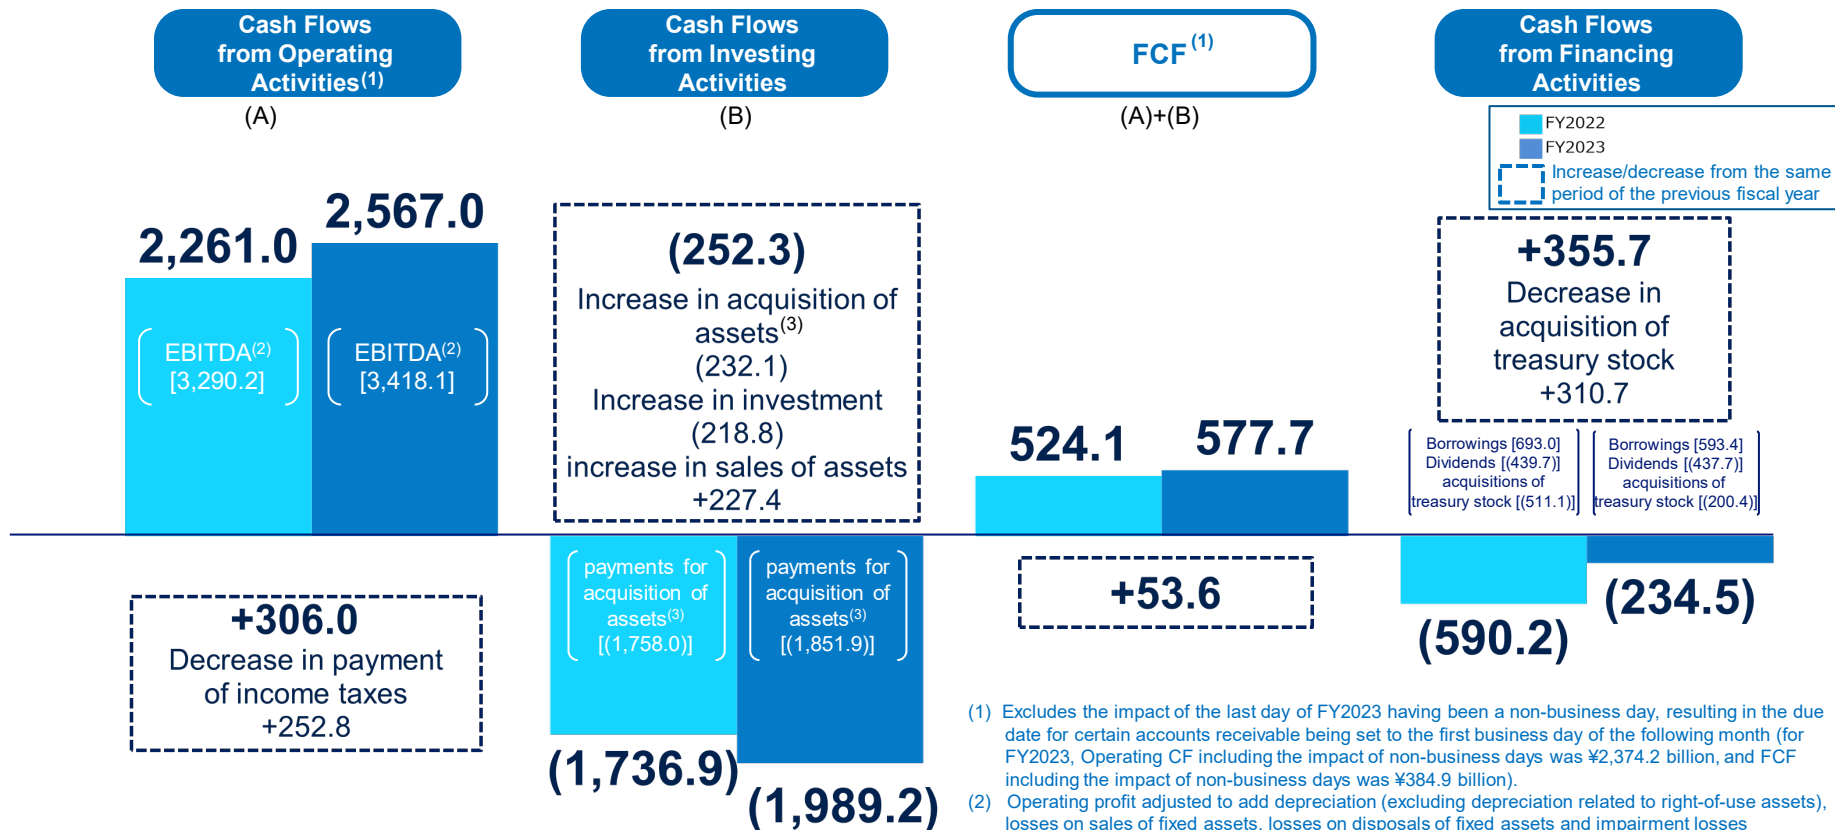 Cash Flows
from Operating
Activities(1)
(A)
Cash Flows
from Investing
Activities
(B)
FCF (1)
(A)+(B)
Cash Flows
from Financing
Activities
FY2022
FY2023
Increase/decrease from the same
period of the previous fiscal year
2,261.0
2,567.0
EBITDA(2)
[3,290.2]
EBITDA(2)
[3,418.1]
+306.0
Decrease in payment
of income taxes
+252.8
(252.3)
Increase in acquisition of
assets(3)
(232.1)
Increase in investment
(218.8)
increase in sales of assets
+227.4
payments for
acquisition of
assets(3)
[(1,758.0)]
payments for
acquisition of
assets(3)
[(1,851.9)]
(1,736.9)
(1,989.2)
524.1
577.7
+53.6
+355.7
Decrease in
acquisition of
treasury stock
+310.7
Borrowings [693.0]
Dividends [(439.7)]
acquisitions of
treasury stock [(511.1)]
Borrowings [593.4]
Dividends [(437.7)]
acquisitions of
treasury stock [(200.4)]
(590.2)
(234.5)
(1) Excludes the impact of the last day of FY2023 having been a non-business day, resulting in the due
date for certain accounts receivable being set to the first business day of the following month (for
FY2023, Operating CF including the impact of non-business days was ¥2,374.2 billion, and FCF
including the impact of non-business days was ¥384.9 billion).
(2) Operating profit adjusted to add depreciation (excluding depreciation related to right-of-use assets),
losses on sales of fixed assets, losses on disposals of fixed assets and impairment losses